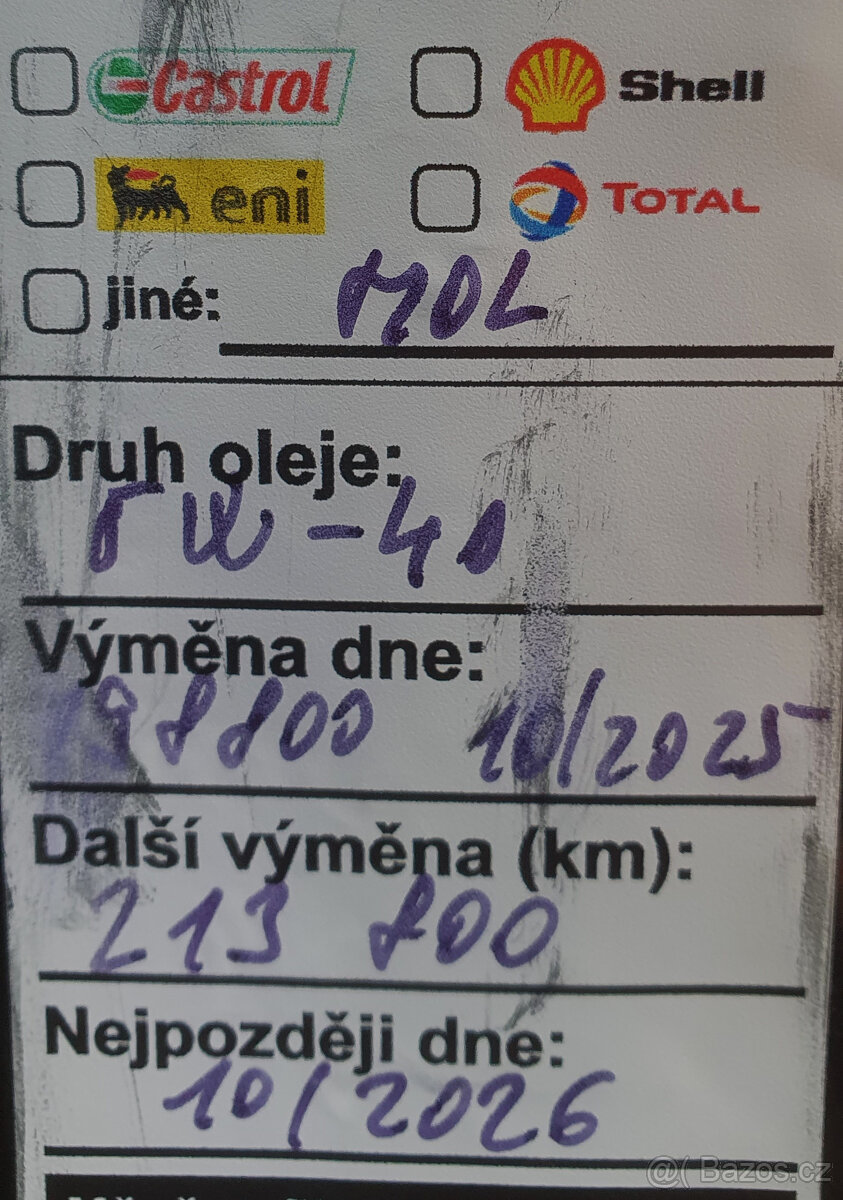 Castrol Shell
eni TOTAL
jiné: MOL
Druh oleje:
5W-40
Výměna dne:
198800 10/2025
Další výměna (km):
213 800
Nejpozději dne:
10/2026
@( Bazos.cz